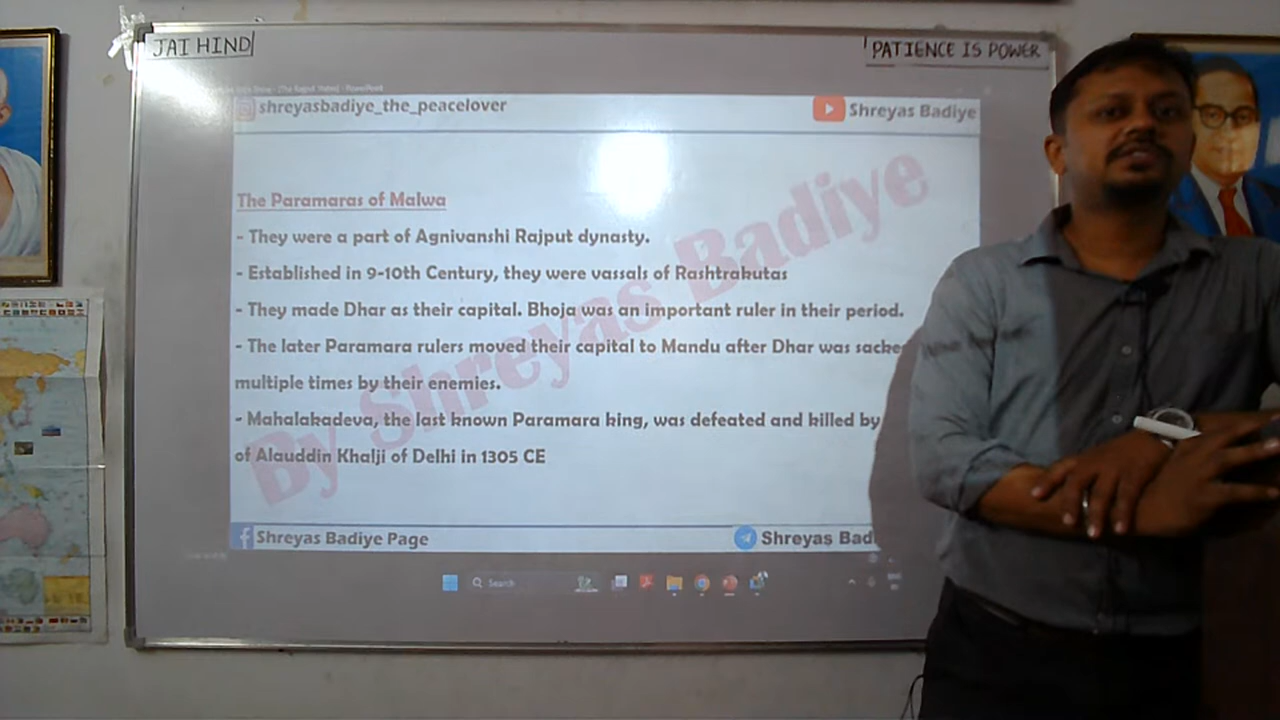 JAI HIND
'PATIENCE IS POWER
shreyasbadiye_the_peacelover
Shreyas Badiye
The Paramaras of Malwa
- They were a part of Agnivanshi Rajput dynasty.
- Established in 9-10th Century, they were vassals of Rashtrakutas
- They made Dhar as their capital. Bhoja was an important ruler in their period.
- The later Paramara rulers moved their capital to Mandu after Dhar was sacke
multiple times by their enemies.
- Mahalakadeva, the last known Paramara king, was defeated and killed by
of Alauddin Khalji of Delhi in 1305 CE
By Shreyas Badiye
Shreyas Badiye Page
Shreyas Bad
Search